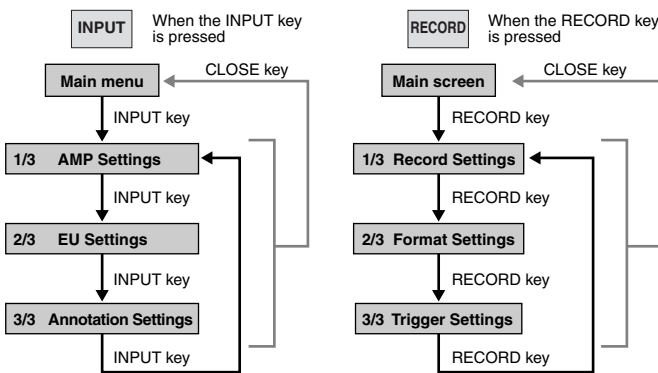 INPUT
When the INPUT key
is pressed
CLOSE key
Main menu
INPUT key
1/3 AMP Settings
INPUT key
2/3 EU Settings
INPUT key
3/3 Annotation Settings
INPUT key
RECORD
When the RECORD key
is pressed
CLOSE key
Main screen
RECORD key
1/3 Record Settings
RECORD key
2/3 Format Settings
RECORD key
3/3 Trigger Settings
RECORD key